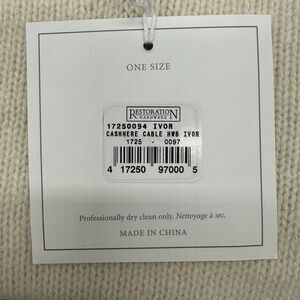 ONE SIZE
RESTORATION
HARDWARE
17250094 IVOR
CASHMERE CABLE HWB IVOR
1725 - 0097
4 17250 97000 5
Professionally dry clean only. Nettoyage à sec.
MADE IN CHINA